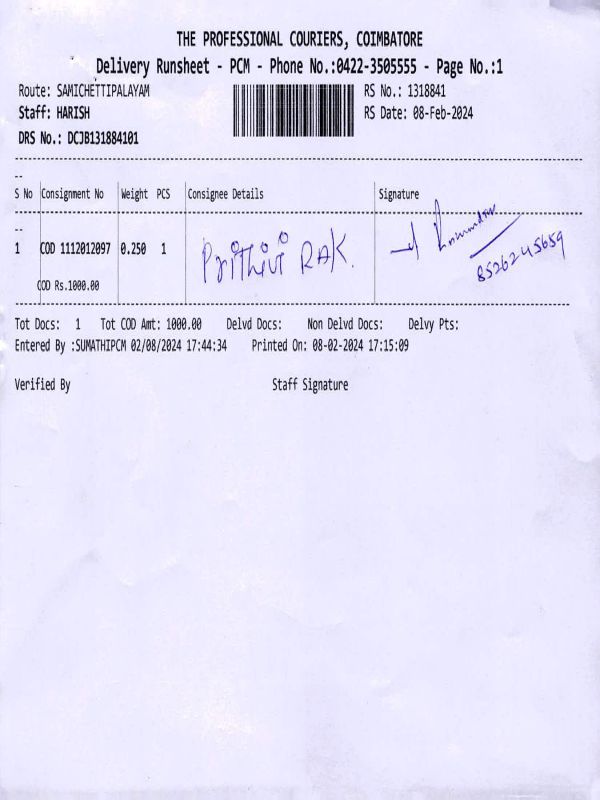 THE PROFESSIONAL COURIERS, COIMBATORE
Delivery Runsheet - PCM - Phone No.:0422-3505555 - Page No.:1
Route: SAMICHETTIPALAYAM RS No.: 1318841
Staff: HARISH RS Date: 08-Feb-2024
DRS No.: DCJB131884101
--
S No Consignment No Weight PCS Consignee Details Signature
--
1 COD 1112012097 0.250 1 Prithivi RAK.
8526245659
COD Rs.1000.00
Tot Docs: 1 Tot COD Amt: 1000.00 Delvd Docs: Non Delvd Docs: Delvy Pts:
Entered By :SUMATHIPCM 02/08/2024 17:44:34 Printed On: 08-02-2024 17:15:09
Verified By Staff Signature